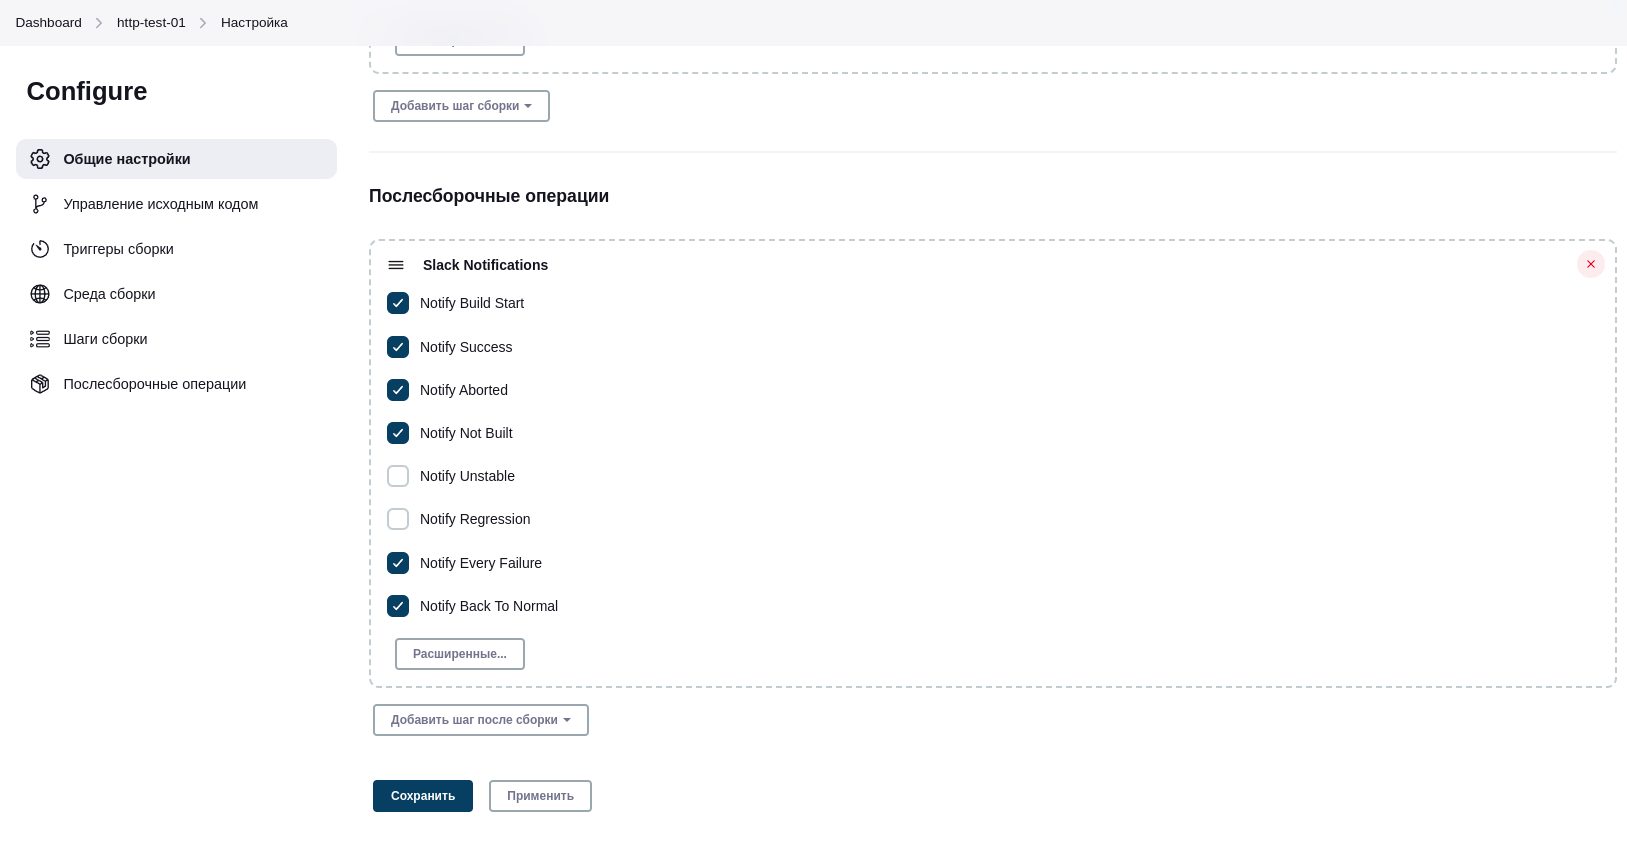 Dashboard
http-test-01
Настройка
Configure
Общие настройки
Управление исходным кодом
Триггеры сборки
Среда сборки
Шаги сборки
Послесборочные операции
Добавить шаг сборки
Послесборочные операции
Slack Notifications
Notify Build Start
Notify Success
Notify Aborted
Notify Not Built
Notify Unstable
Notify Regression
Notify Every Failure
Notify Back To Normal
Расширенные...
Добавить шаг после сборки
Сохранить
Применить